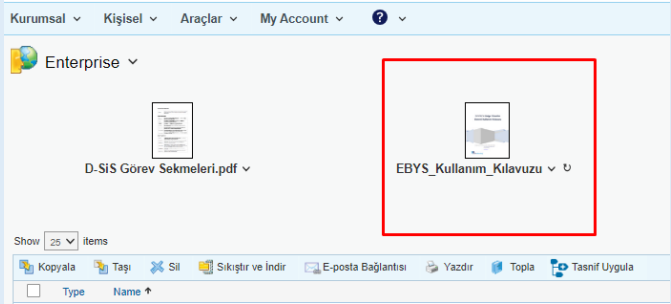 Kurumsal Kişisel Araçlar My Account ?
Enterprise
D-SiS Görev Sekmeleri.pdf EBYS_Kullanım_Kılavuzu
Show 25 items
Kopyala Taşı Sil Sıkıştır ve İndir E-posta Bağlantısı Yazdır Topla Tasnif Uygula
Type Name